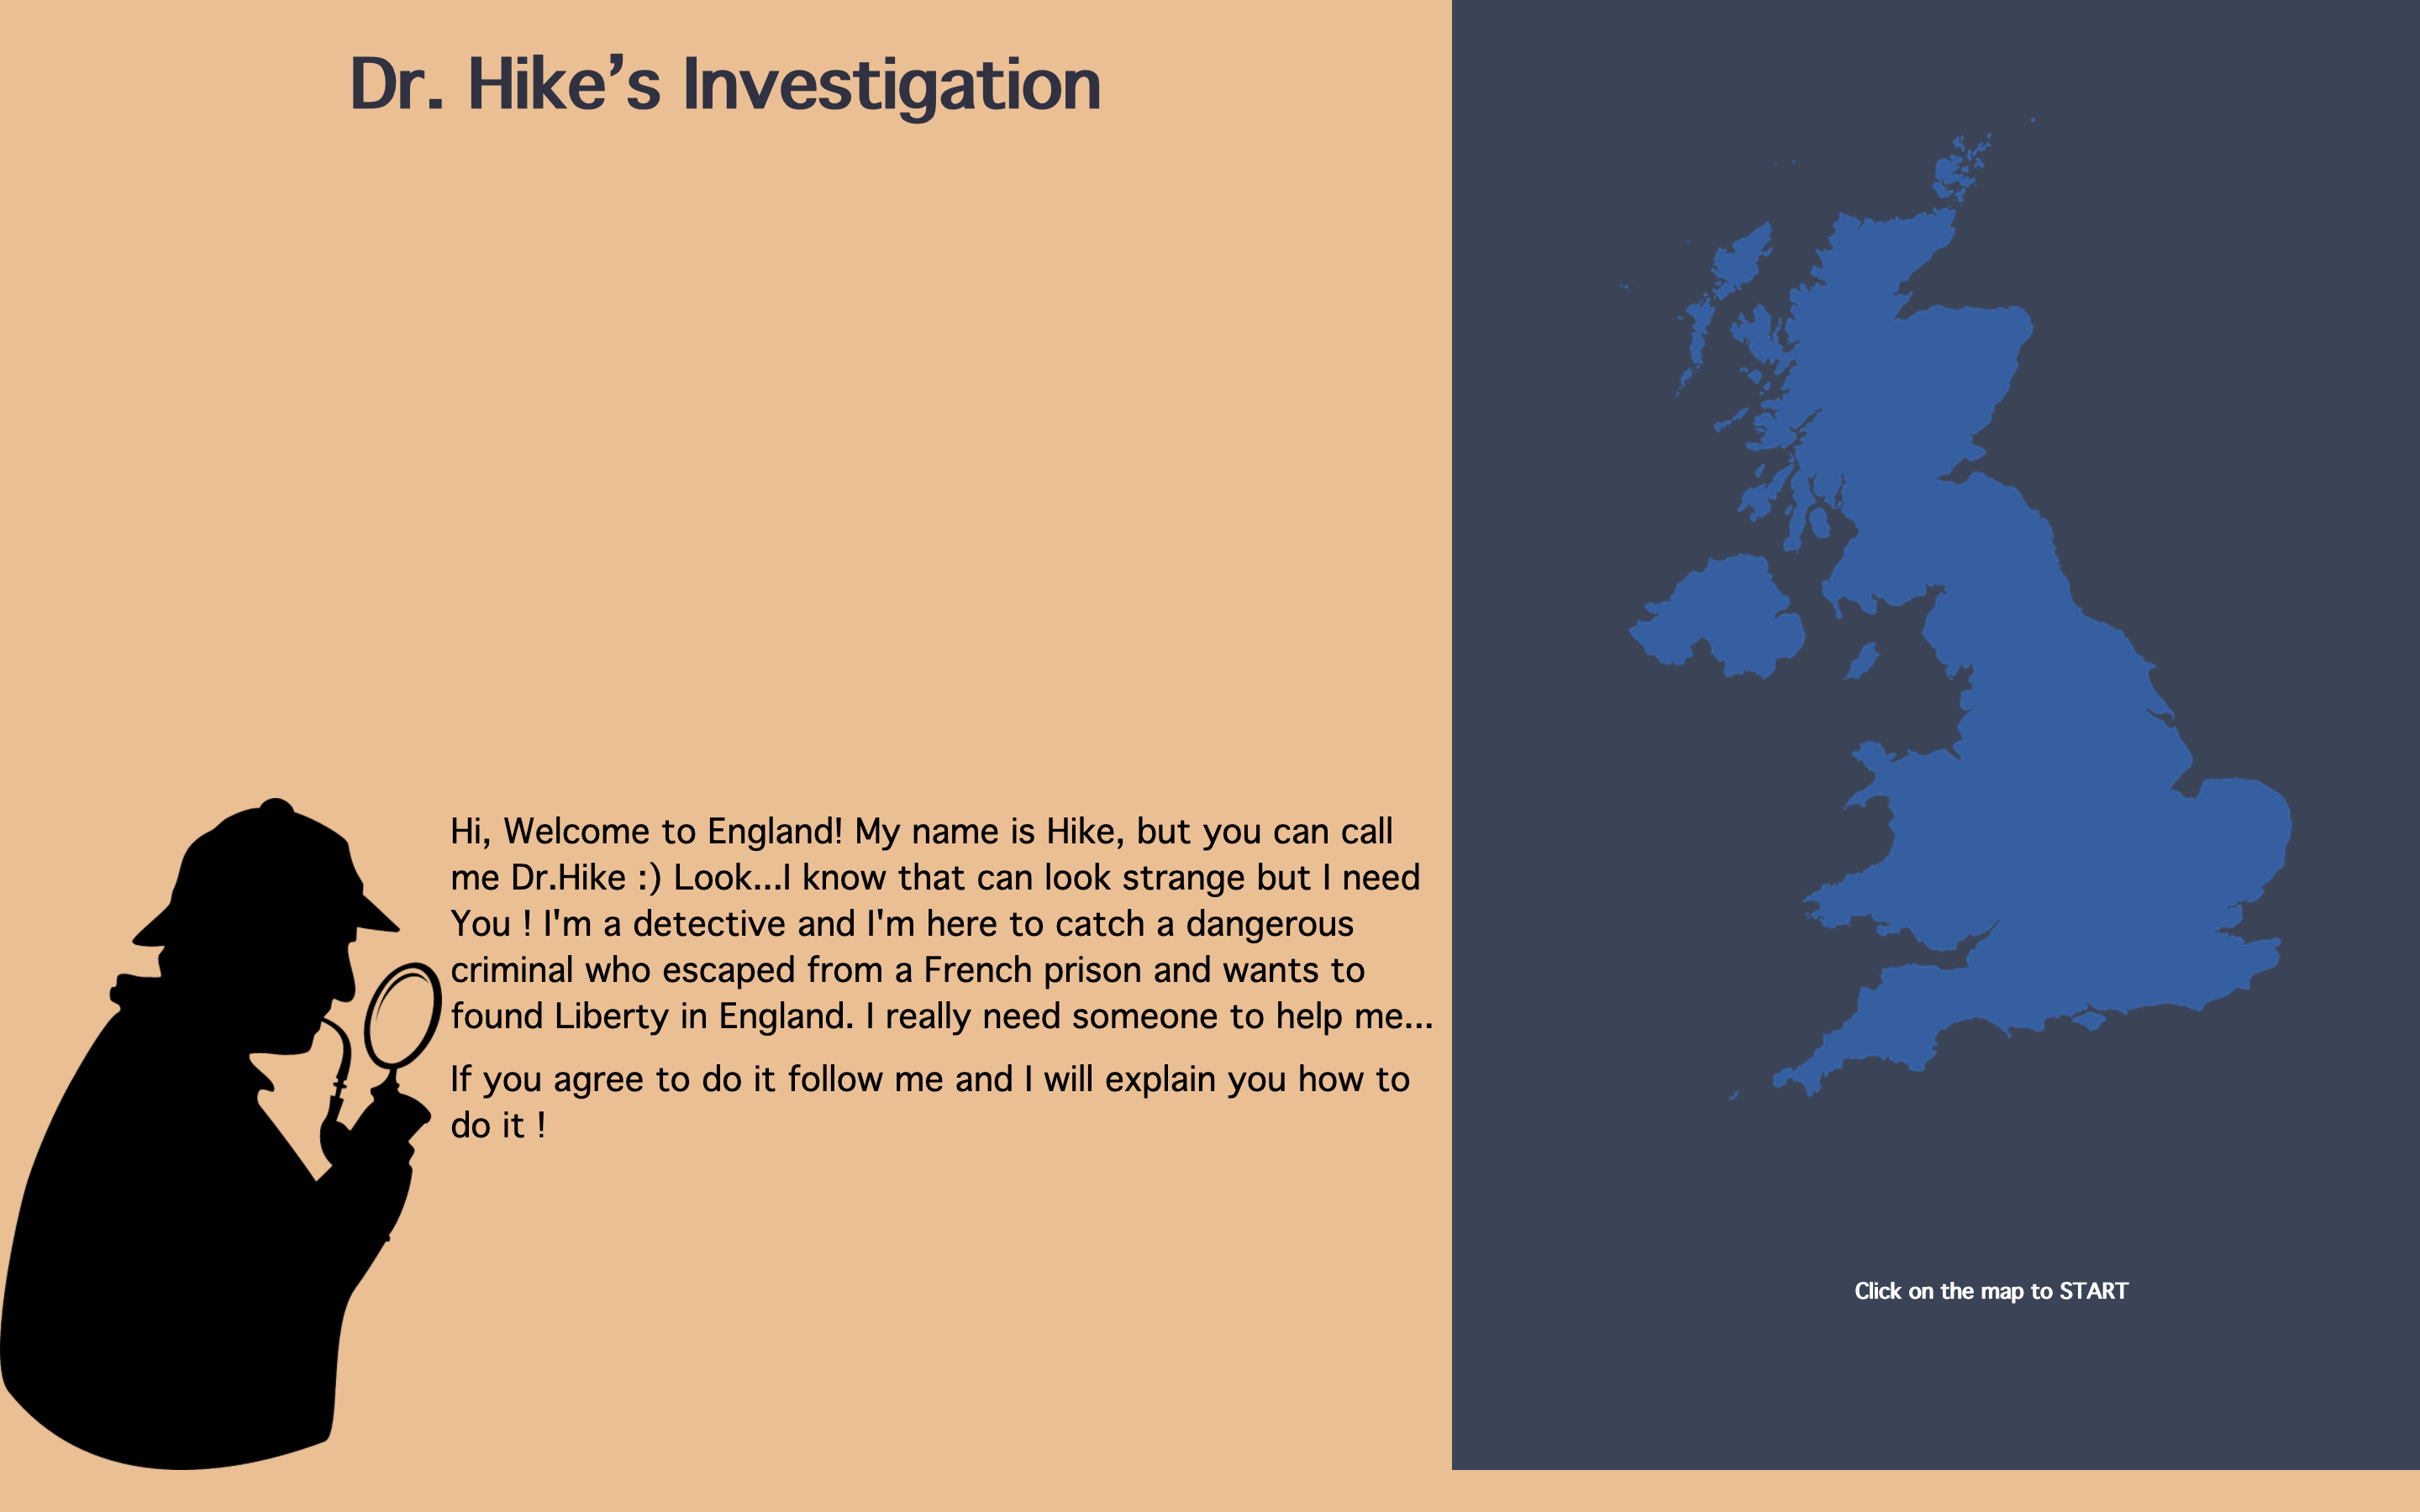 Dr. Hike’s Investigation
Hi, Welcome to England! My name is Hike, but you can call
me Dr.Hike :) Look...I know that can look strange but I need
You ! I'm a detective and I'm here to catch a dangerous
criminal who escaped from a French prison and wants to
found Liberty in England. I really need someone to help me...
If you agree to do it follow me and I will explain you how to
do it !
Click on the map to START